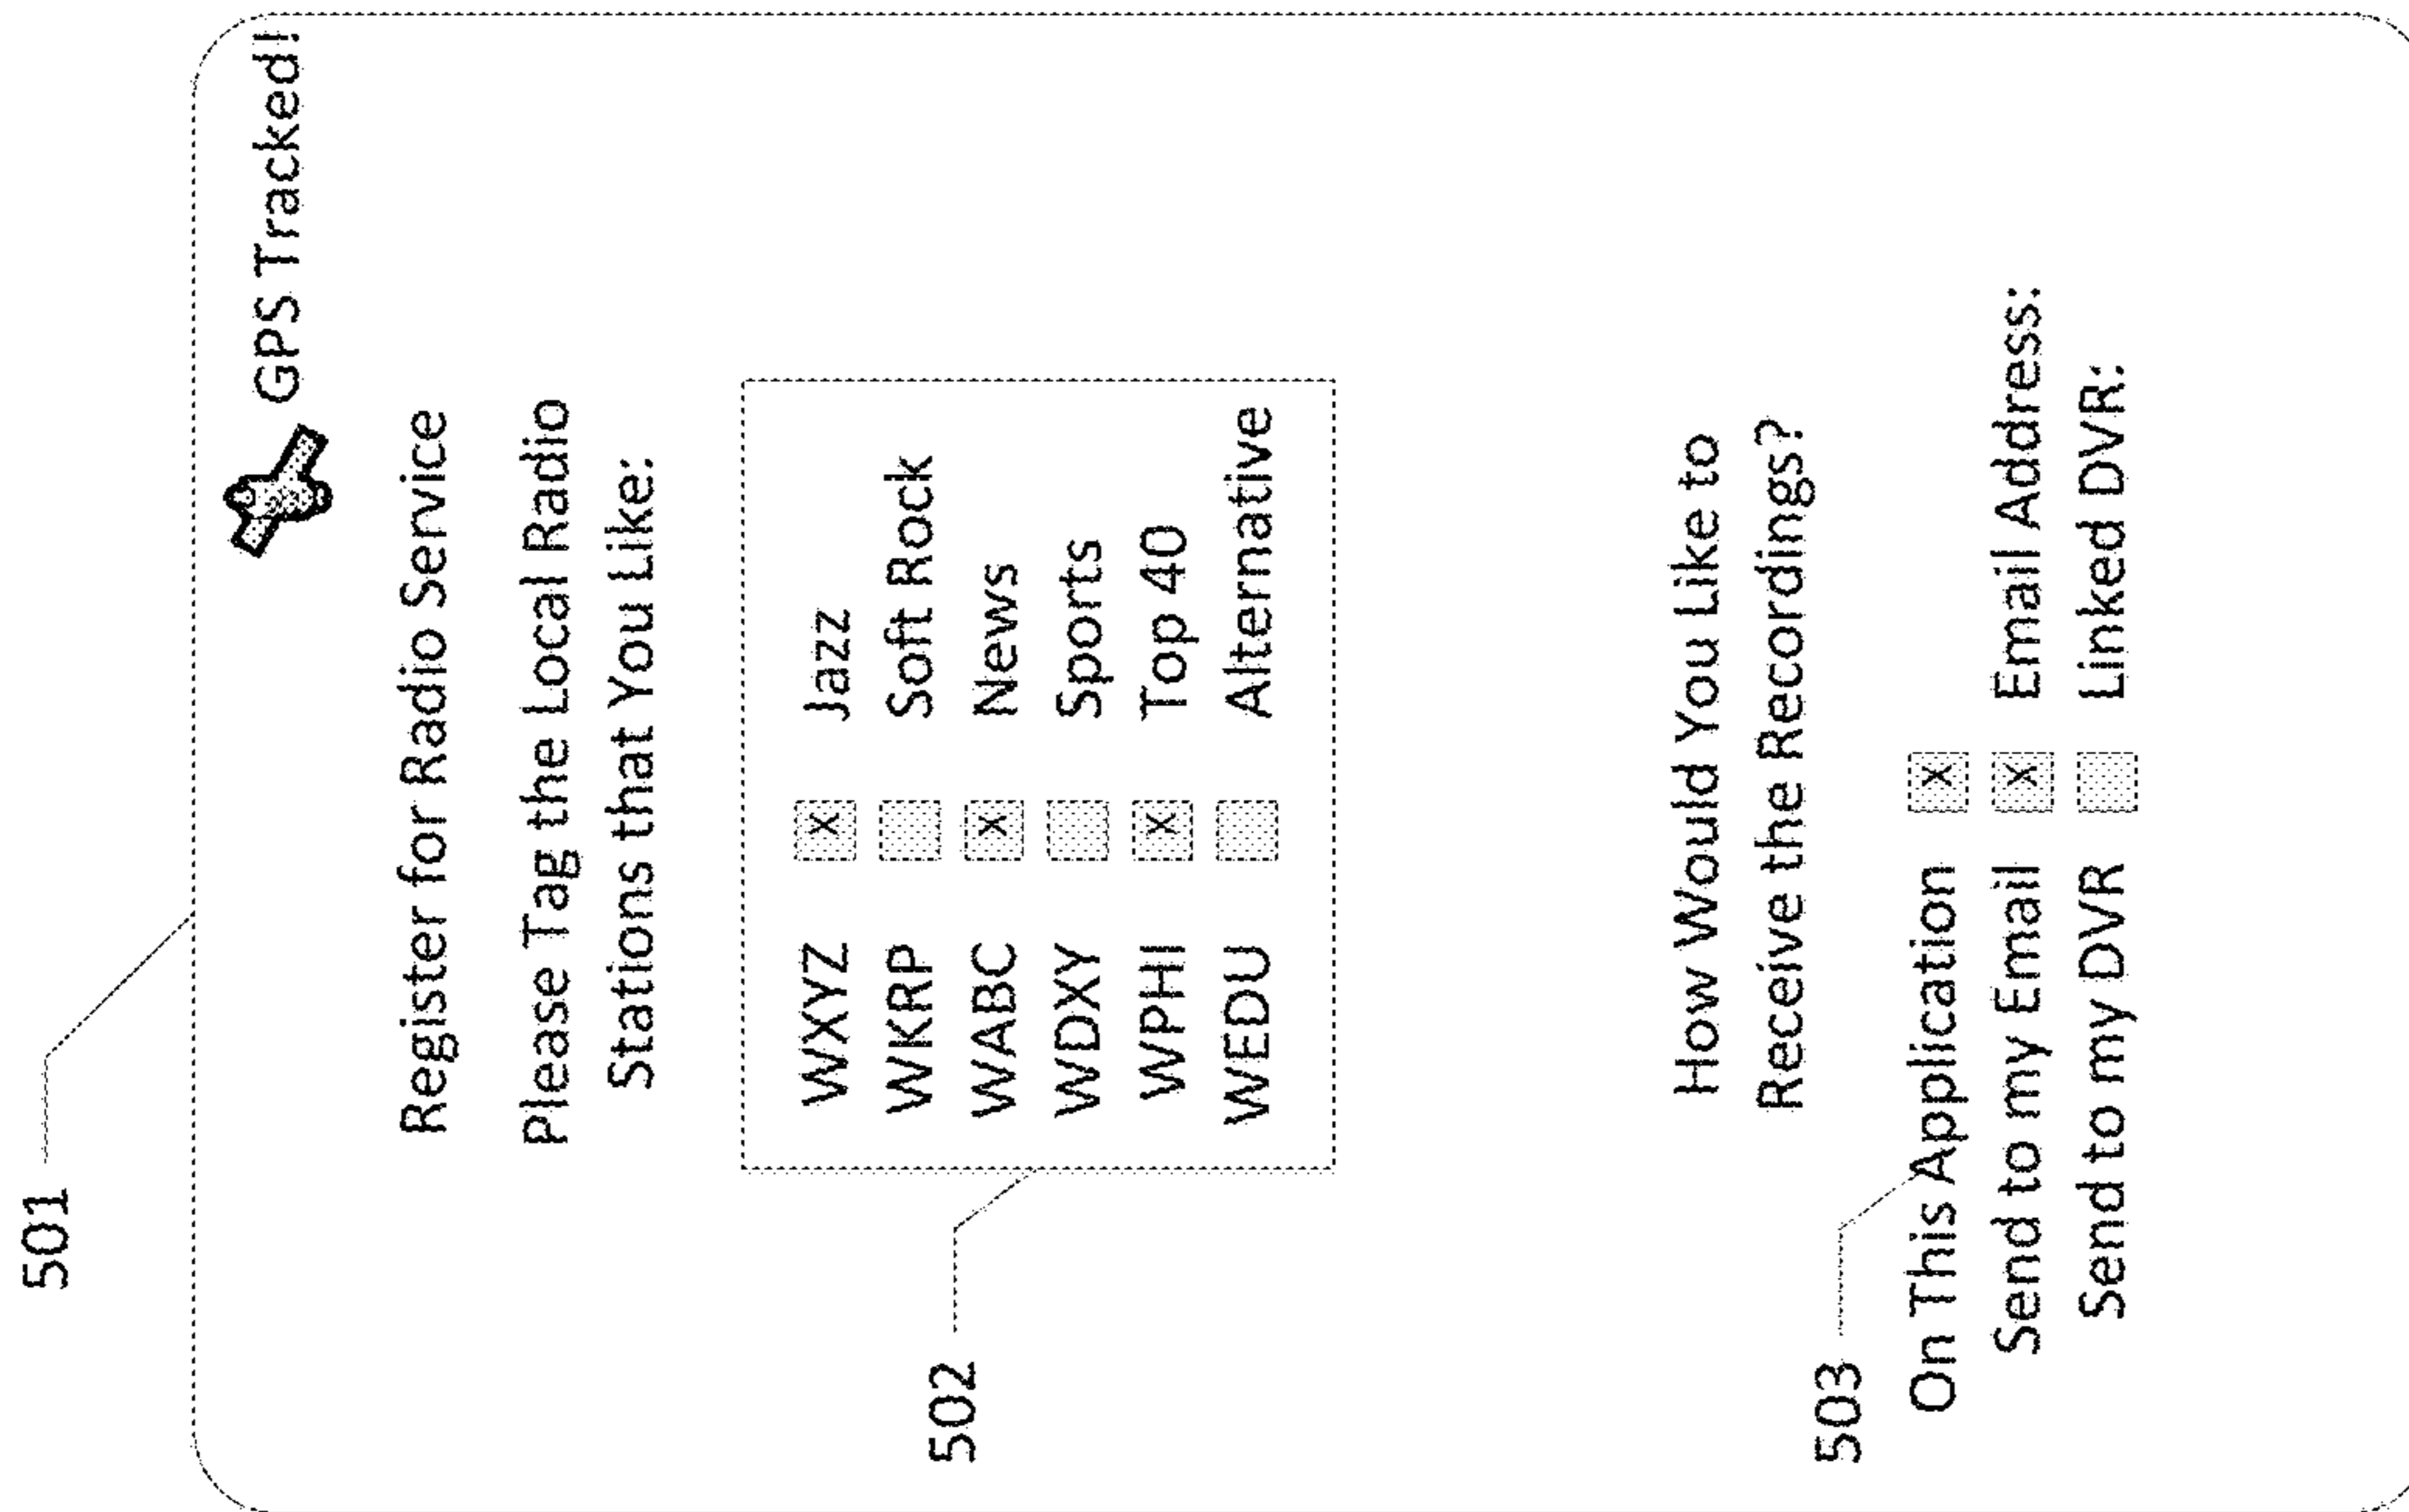 501
GPS Tracked!
Register for Radio Service
Please Tag the Local Radio
Stations that You Like:
WXYZ x Jazz
WKRP Soft Rock
WABC x News
WDXY Sports
WPHI x Top 40
WEDU Alternative
502
How Would You Like to
Receive the Recordings?
503
On This Application x
Send to my Email x Email Address:
Send to my DVR Linked DVR: